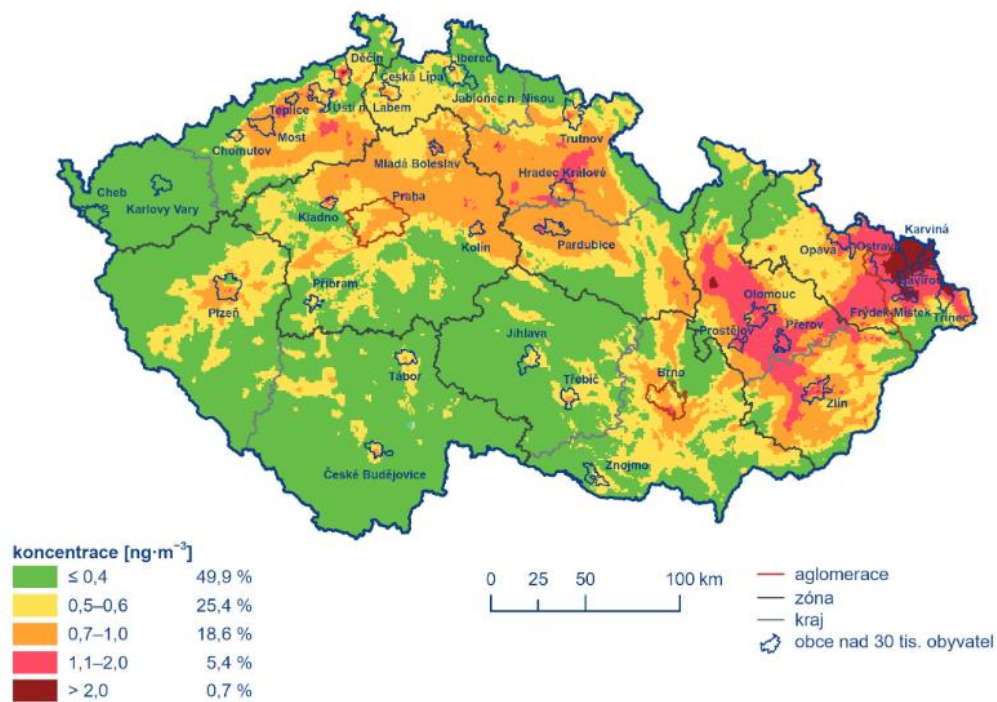 Děčín
Liberec
Česká Lípa
Teplice
Ústí n. Labem
Jablonec n. Nisou
Most
Trutnov
Chomutov
Mladá Boleslav
Hradec Králové
Cheb
Karlovy Vary
Praha
Kladno
Kolín
Pardubice
Karviná
Opava
Ostrava
Havířov
Příbram
Olomouc
Plzeň
Frýdek-Místek
Třinec
Jihlava
Prostějov
Přerov
Tábor
Třebíč
Brno
Zlín
České Budějovice
Znojmo
koncentrace [ng·m⁻³]
≤ 0,4 49,9 %
0,5–0,6 25,4 %
0,7–1,0 18,6 %
1,1–2,0 5,4 %
> 2,0 0,7 %
0 25 50 100 km
aglomerace
zóna
kraj
obce nad 30 tis. obyvatel